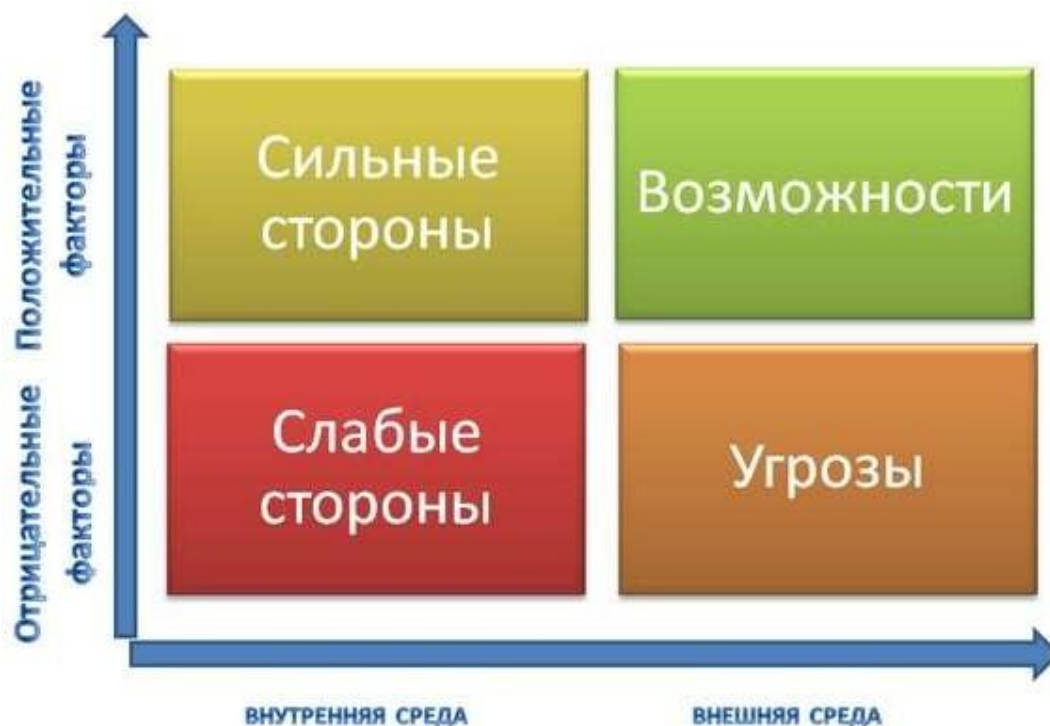 Положительные
факторы
Сильные
стороны
Возможности
Отрицательные
факторы
Слабые
стороны
Угрозы
ВНУТРЕННЯЯ СРЕДА
ВНЕШНЯЯ СРЕДА